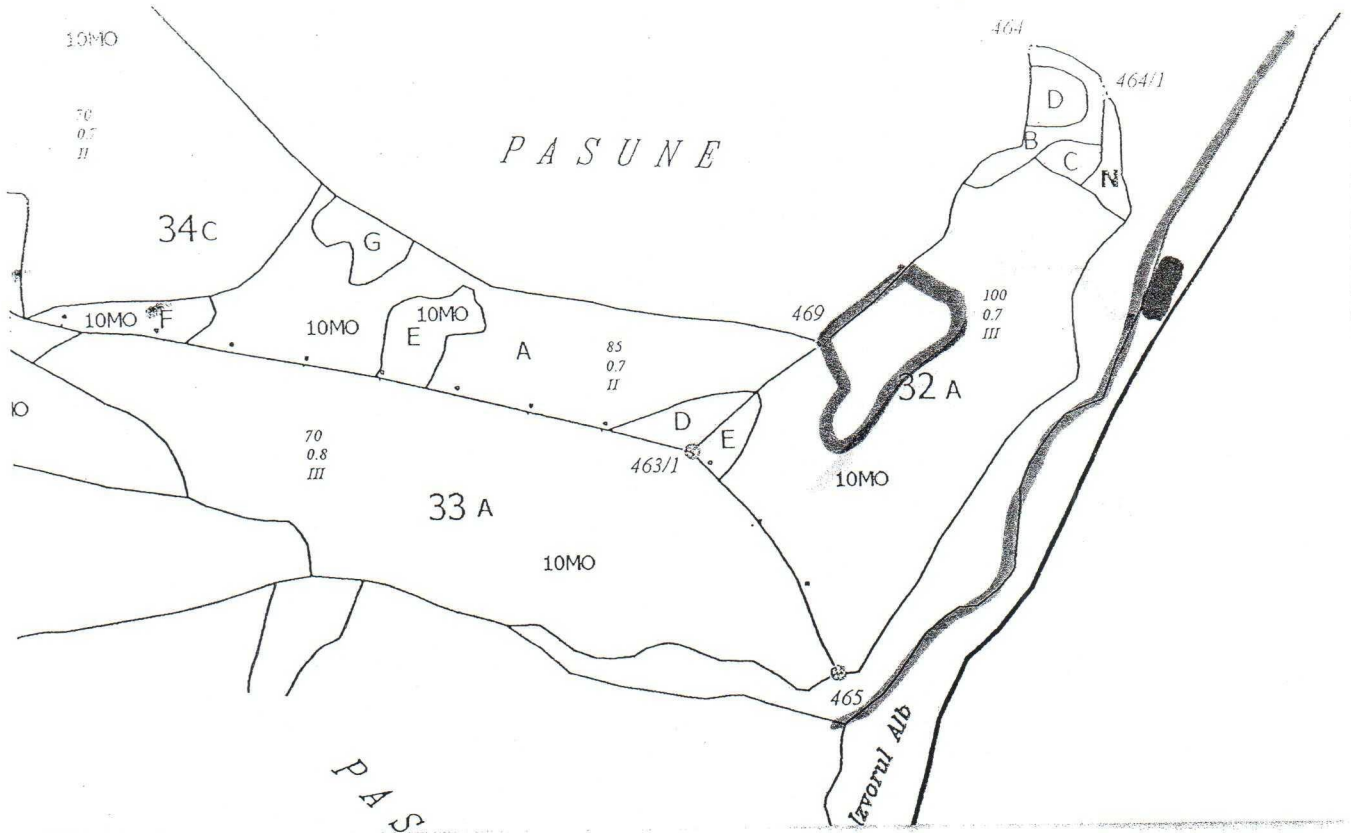 10MO
70
0.7
II
34C
PASUNE
464
464/1
D
B
C
N
G
10MO
F
10MO
10MO
E
A
85
0.7
II
469
100
0.7
III
32 A
10MO
D
E
463/1
70
0.8
III
33 A
10MO
465
Izvorul Alb
PAS